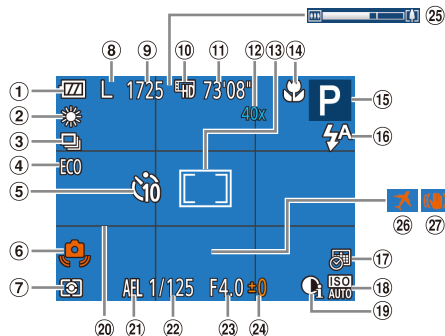 ⑧ ⑨ ⑩ ⑪ ⑫ ⑬ ⑭ ㉕
① L 1725 HD 73'08" P ⑮
40x
② A ⑯
③
④ ECO
⑤ 10
㉖ ㉗
⑥ ⑰
⑦ AEL 1/125 F4.0 ±0 i ISO AUTO ⑱
⑳ ㉑ ㉒ ㉓ ㉔ ⑲